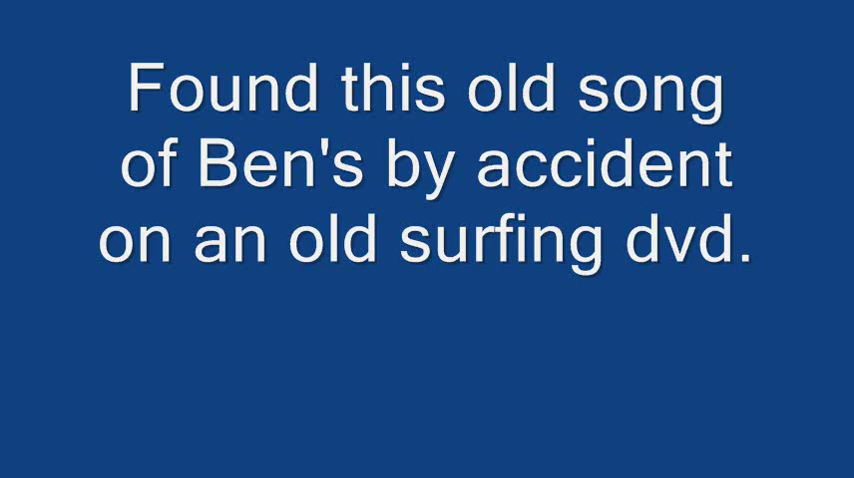 Found this old song
of Ben's by accident
on an old surfing dvd.